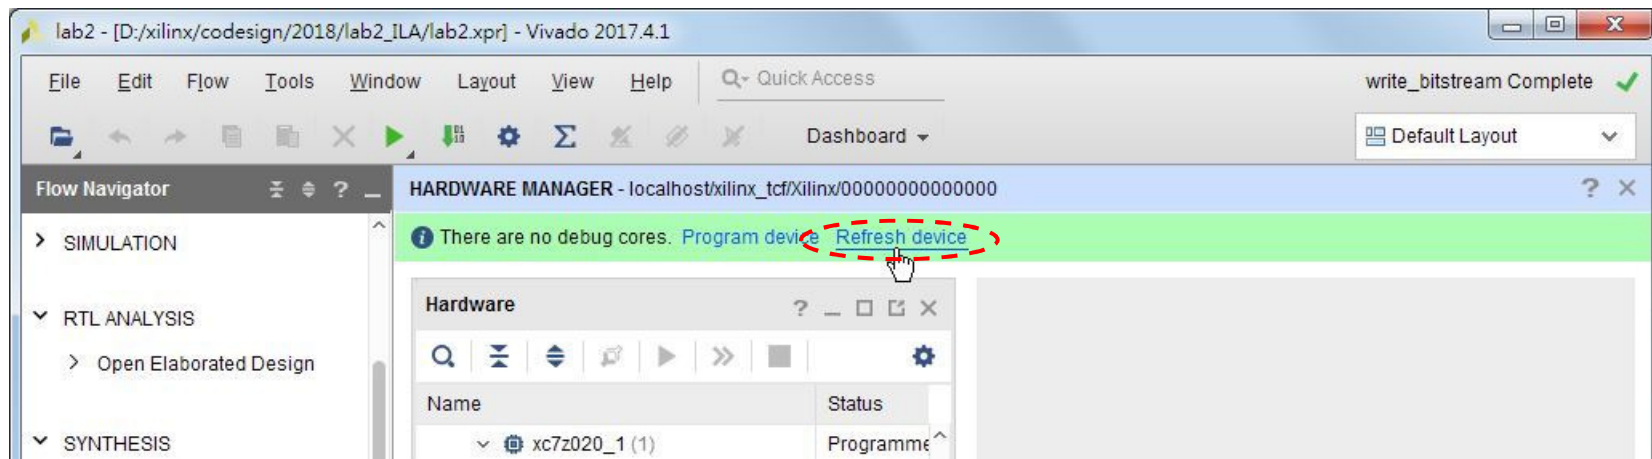 lab2 - [D:/xilinx/codesign/2018/lab2_ILA/lab2.xpr] - Vivado 2017.4.1
File Edit Flow Tools Window Layout View Help Quick Access write_bitstream Complete
Dashboard Default Layout
Flow Navigator ? HARDWARE MANAGER - localhost/xilinx_tcf/Xilinx/00000000000000 ?
SIMULATION There are no debug cores. Program device Refresh device
Hardware ?
RTL ANALYSIS
Open Elaborated Design
Name Status
SYNTHESIS xc7z020_1 (1) Programme